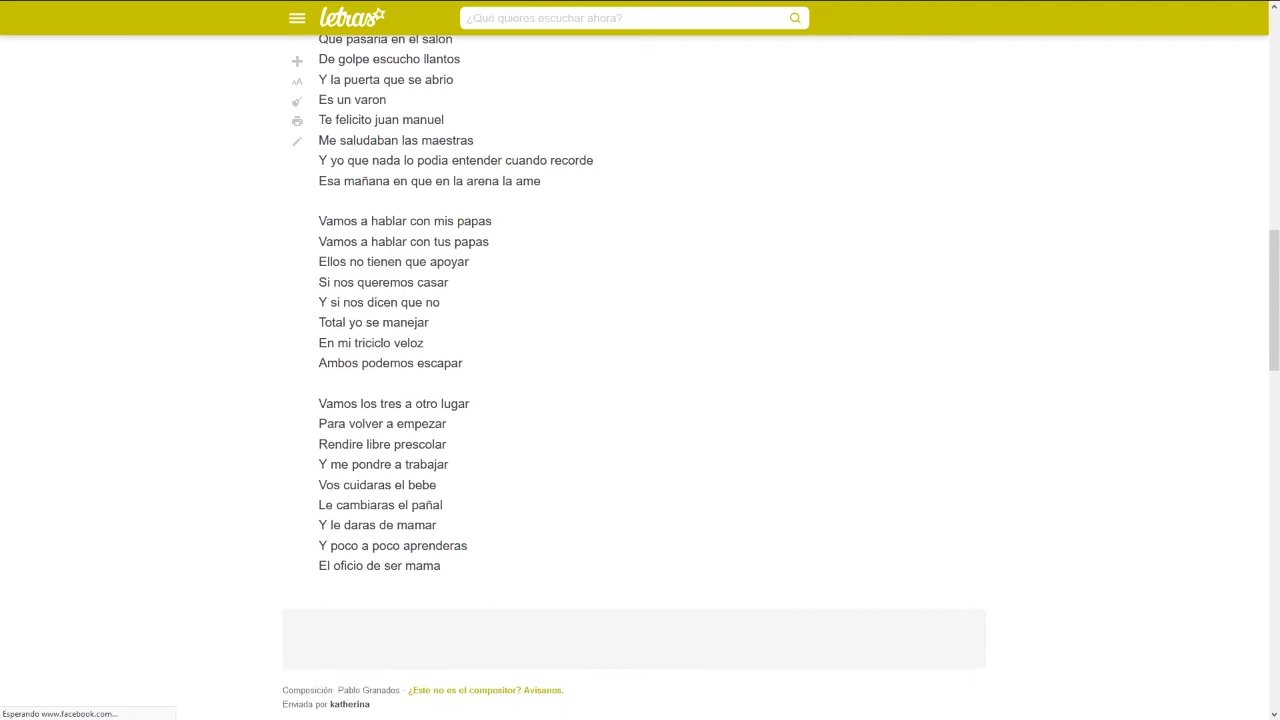 letras
¿Qué quieres escuchar ahora?
Que pasaria en el salon
De golpe escucho llantos
Y la puerta que se abrio
Es un varon
Te felicito juan manuel
Me saludaban las maestras
Y yo que nada lo podia entender cuando recorde
Esa mañana en que en la arena la ame
Vamos a hablar con mis papas
Vamos a hablar con tus papas
Ellos no tienen que apoyar
Si nos queremos casar
Y si nos dicen que no
Total yo se manejar
En mi triciclo veloz
Ambos podemos escapar
Vamos los tres a otro lugar
Para volver a empezar
Rendire libre prescolar
Y me pondre a trabajar
Vos cuidaras el bebe
Le cambiaras el pañal
Y le daras de mamar
Y poco a poco aprenderas
El oficio de ser mama
Composición: Pablo Granados · ¿Este no es el compositor? Avísanos.
Enviada por katherina
Esperando www.facebook.com...